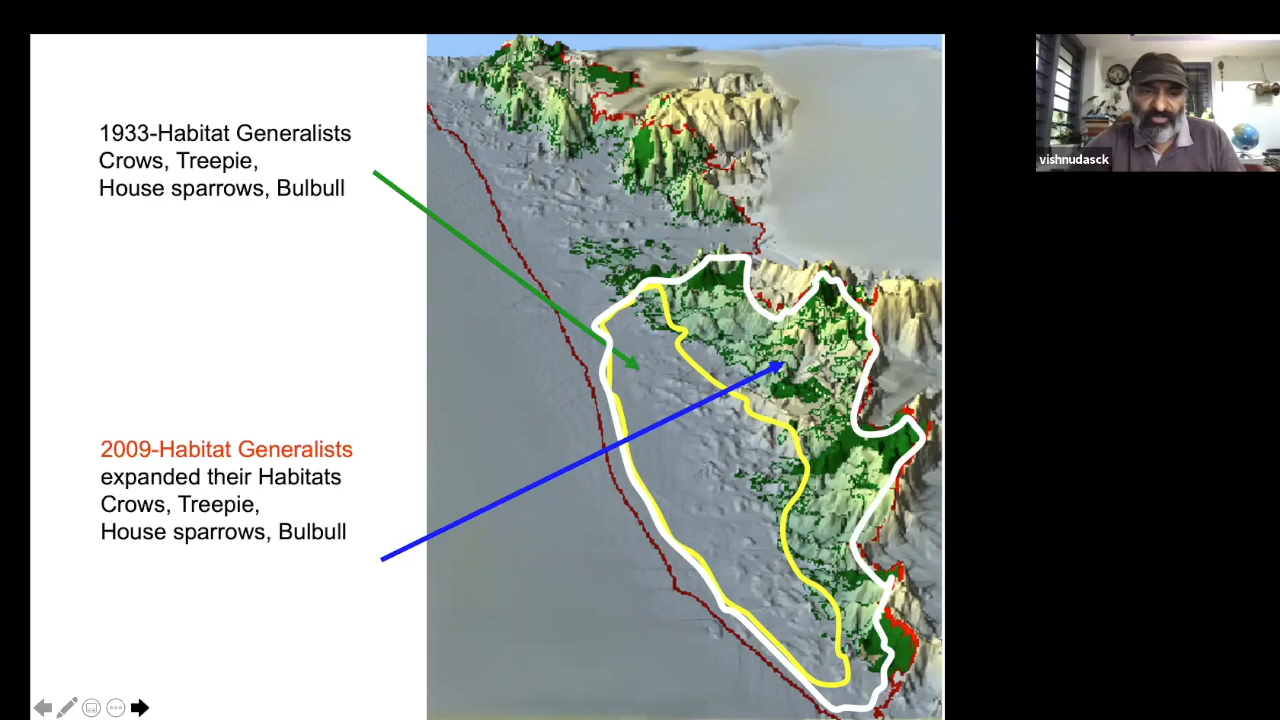 1933-Habitat Generalists
Crows, Treepie,
House sparrows, Bulbull
2009-Habitat Generalists
expanded their Habitats
Crows, Treepie,
House sparrows, Bulbull
vishnudasck